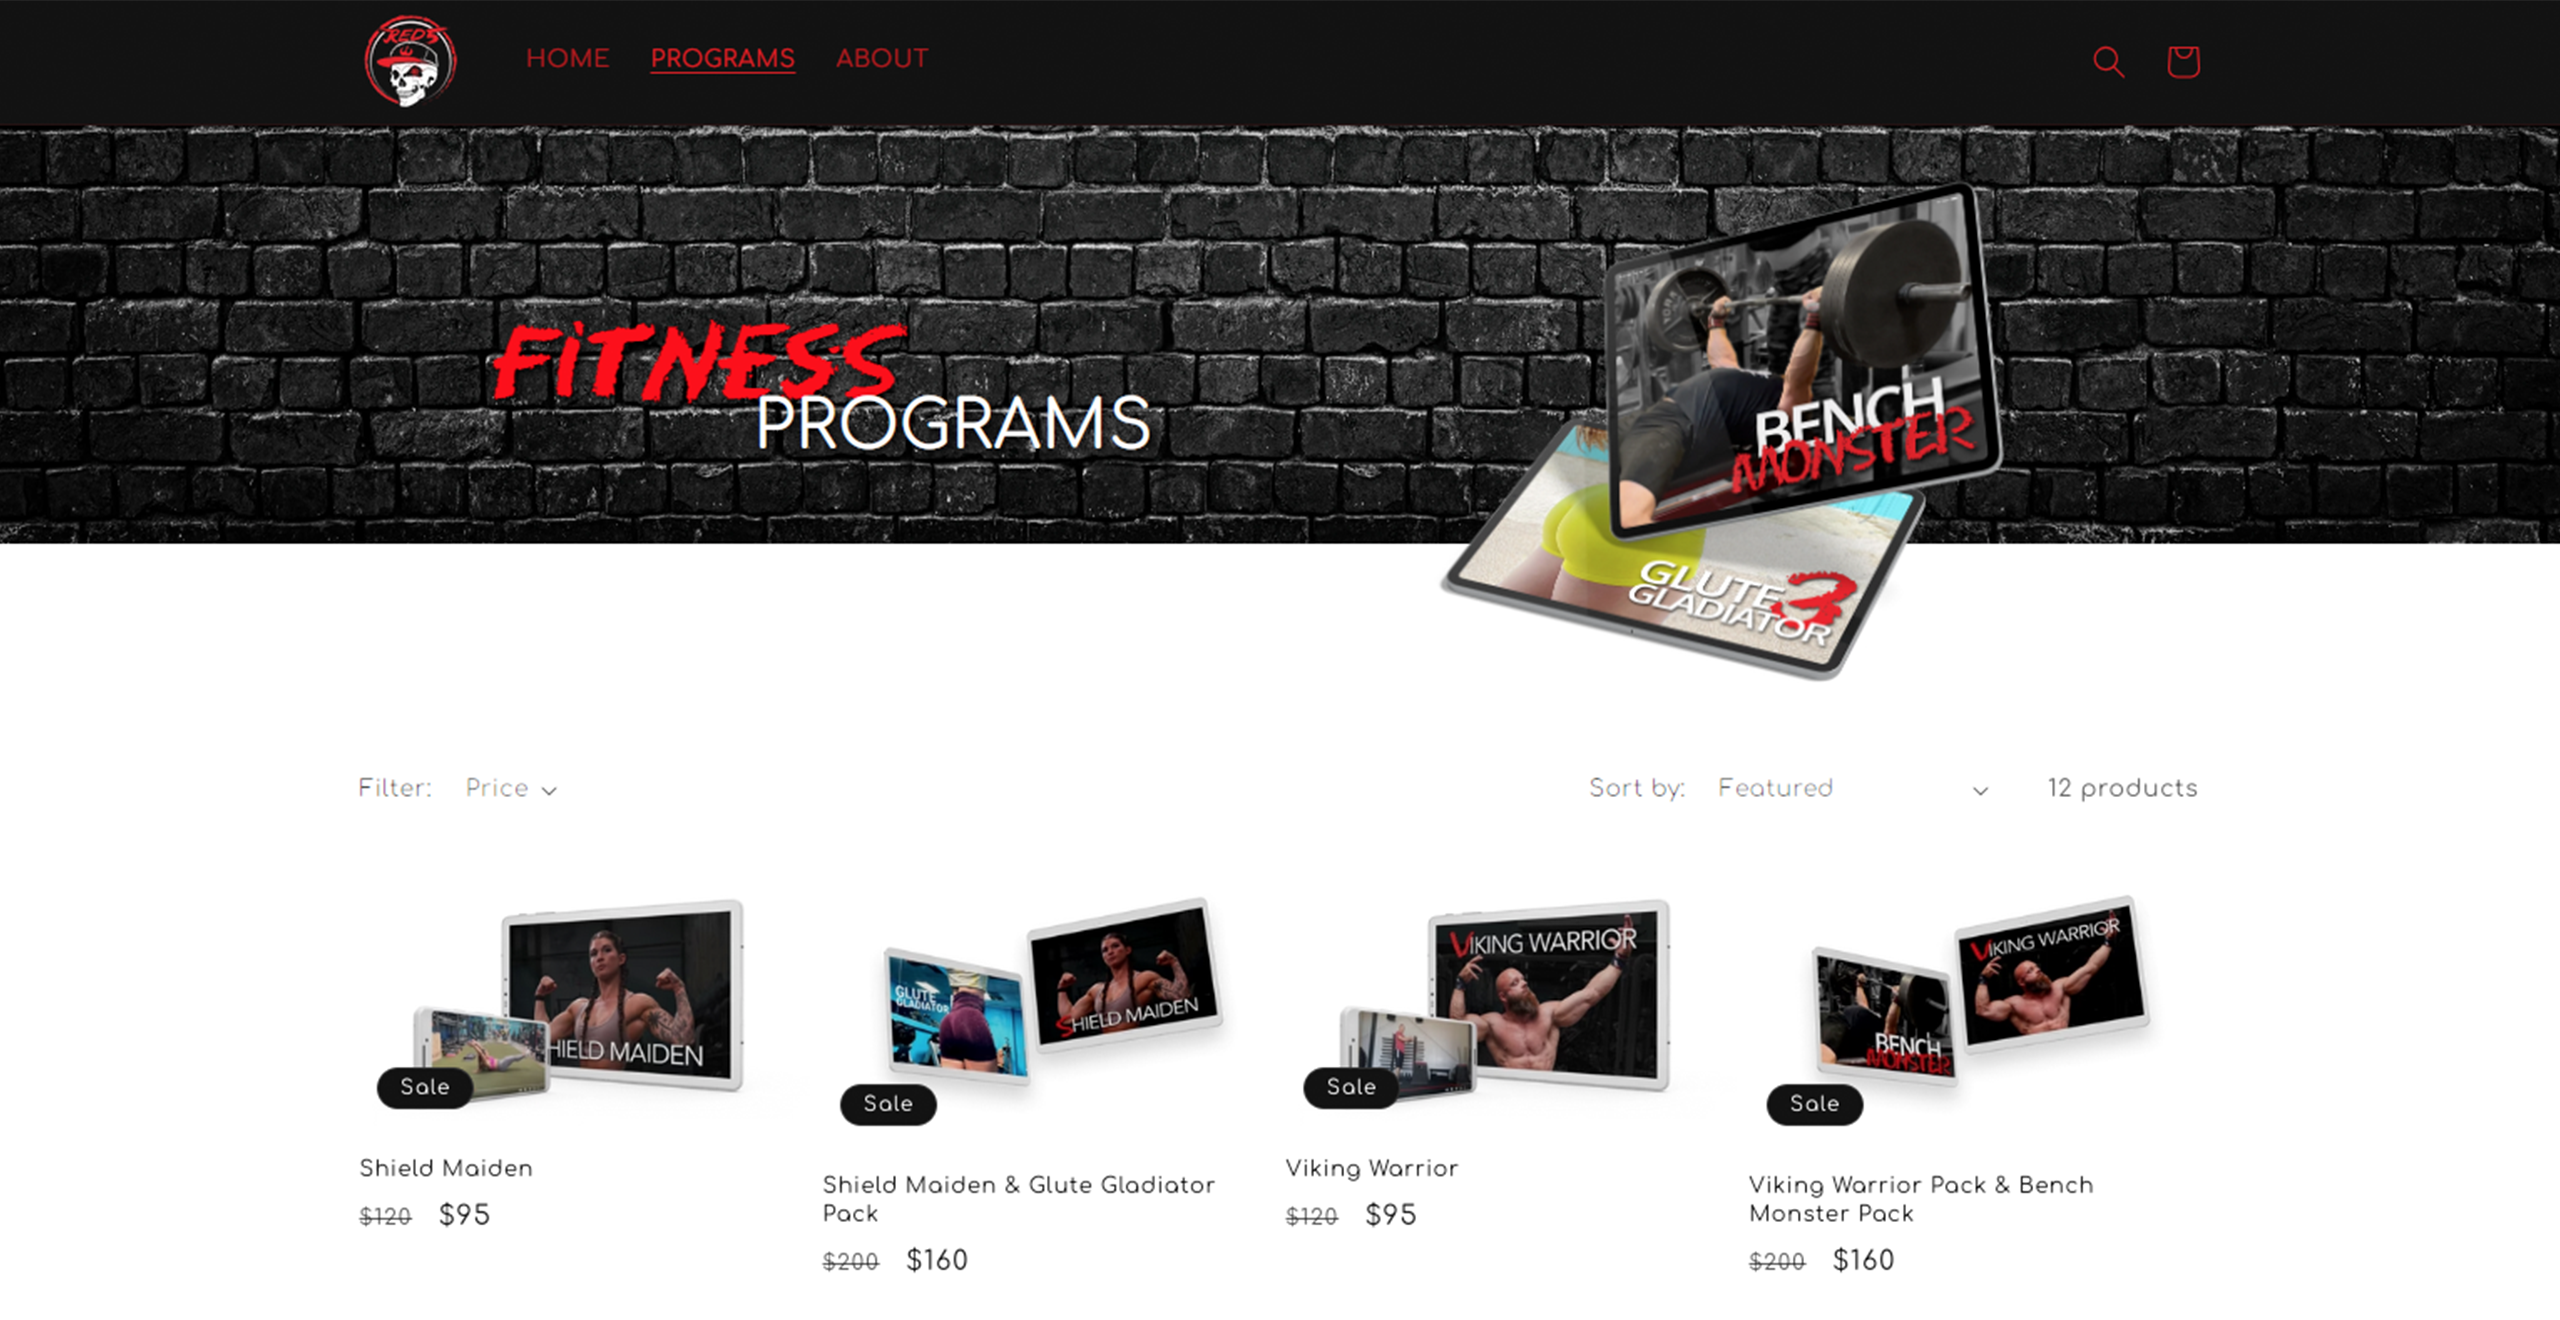 RED5
HOME PROGRAMS ABOUT
FiTNESS
PROGRAMS
BENCH
MONSTER
GLUTE 3
GLADIATOR
Filter: Price
Sort by: Featured
12 products
HIELD MAIDEN
Sale
GLUTE
GLADIATOR
SHIELD MAIDEN
Sale
VIKING WARRIOR
Sale
VIKING WARRIOR
BENCH
MONSTER
Sale
Shield Maiden
$120 $95
Shield Maiden & Glute Gladiator
Pack
$200 $160
Viking Warrior
$120 $95
Viking Warrior Pack & Bench
Monster Pack
$200 $160